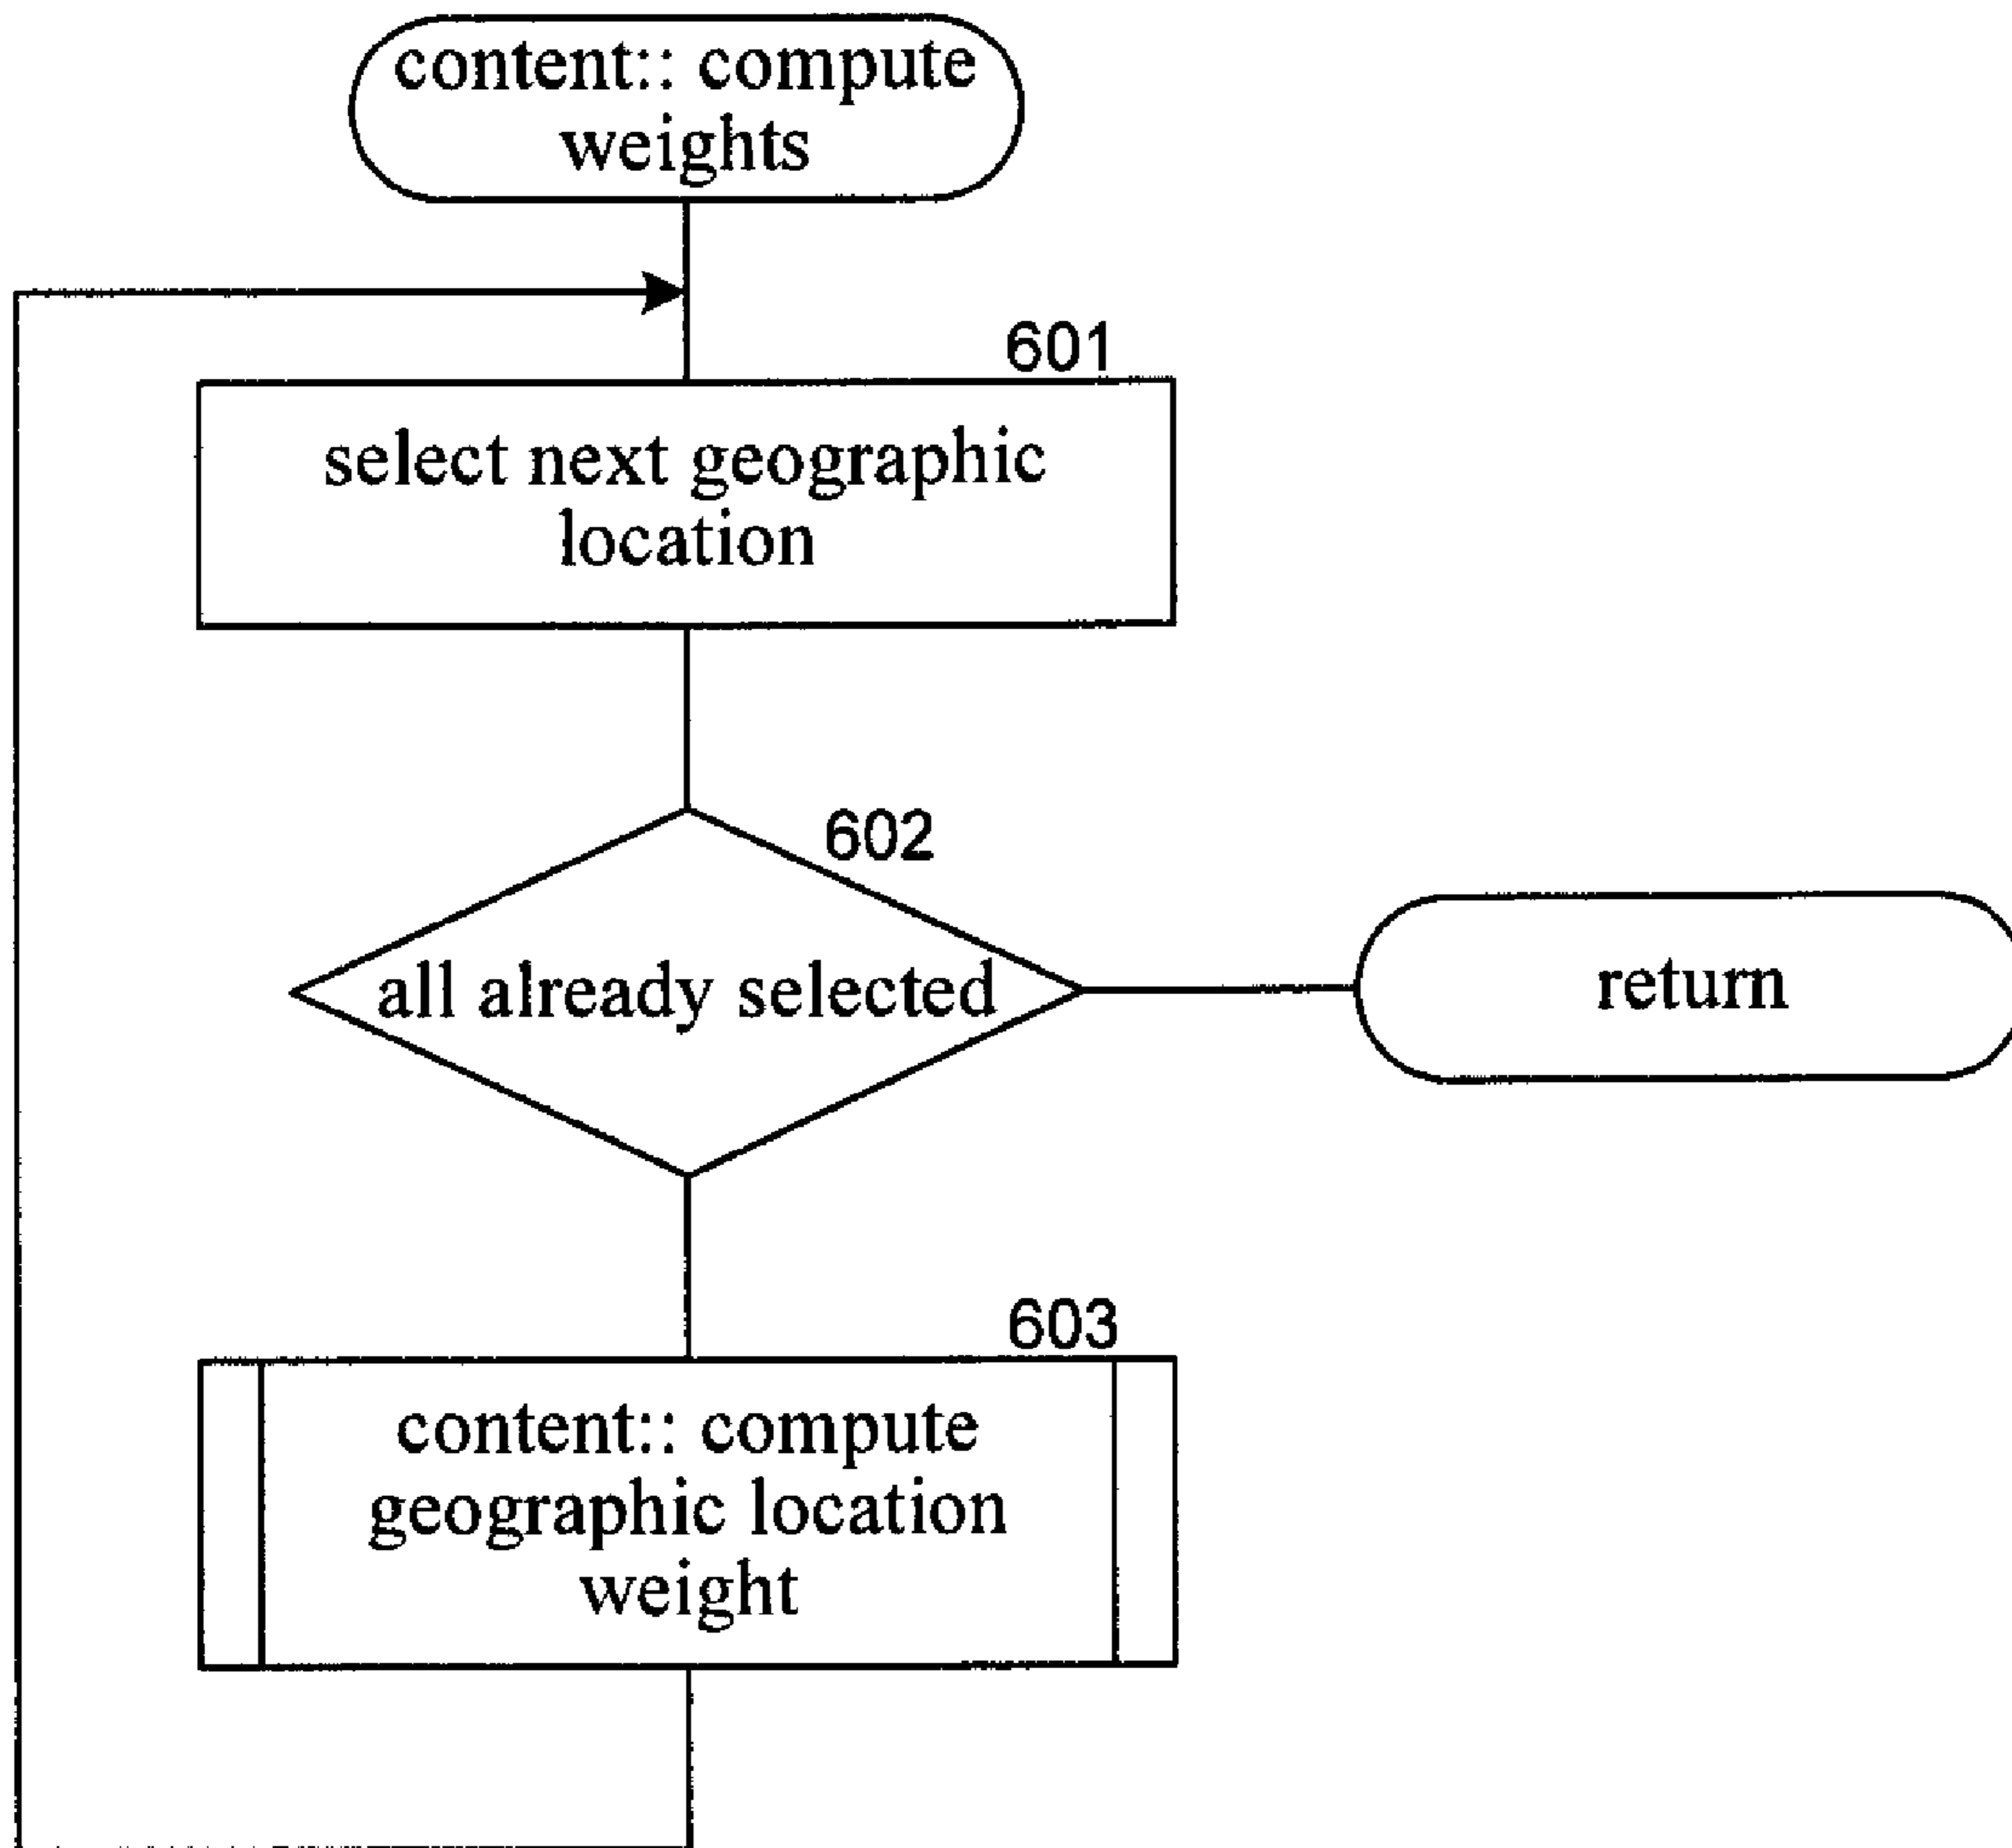 content:: compute
weights
601
select next geographic
location
602
all already selected
return
603
content:: compute
geographic location
weight